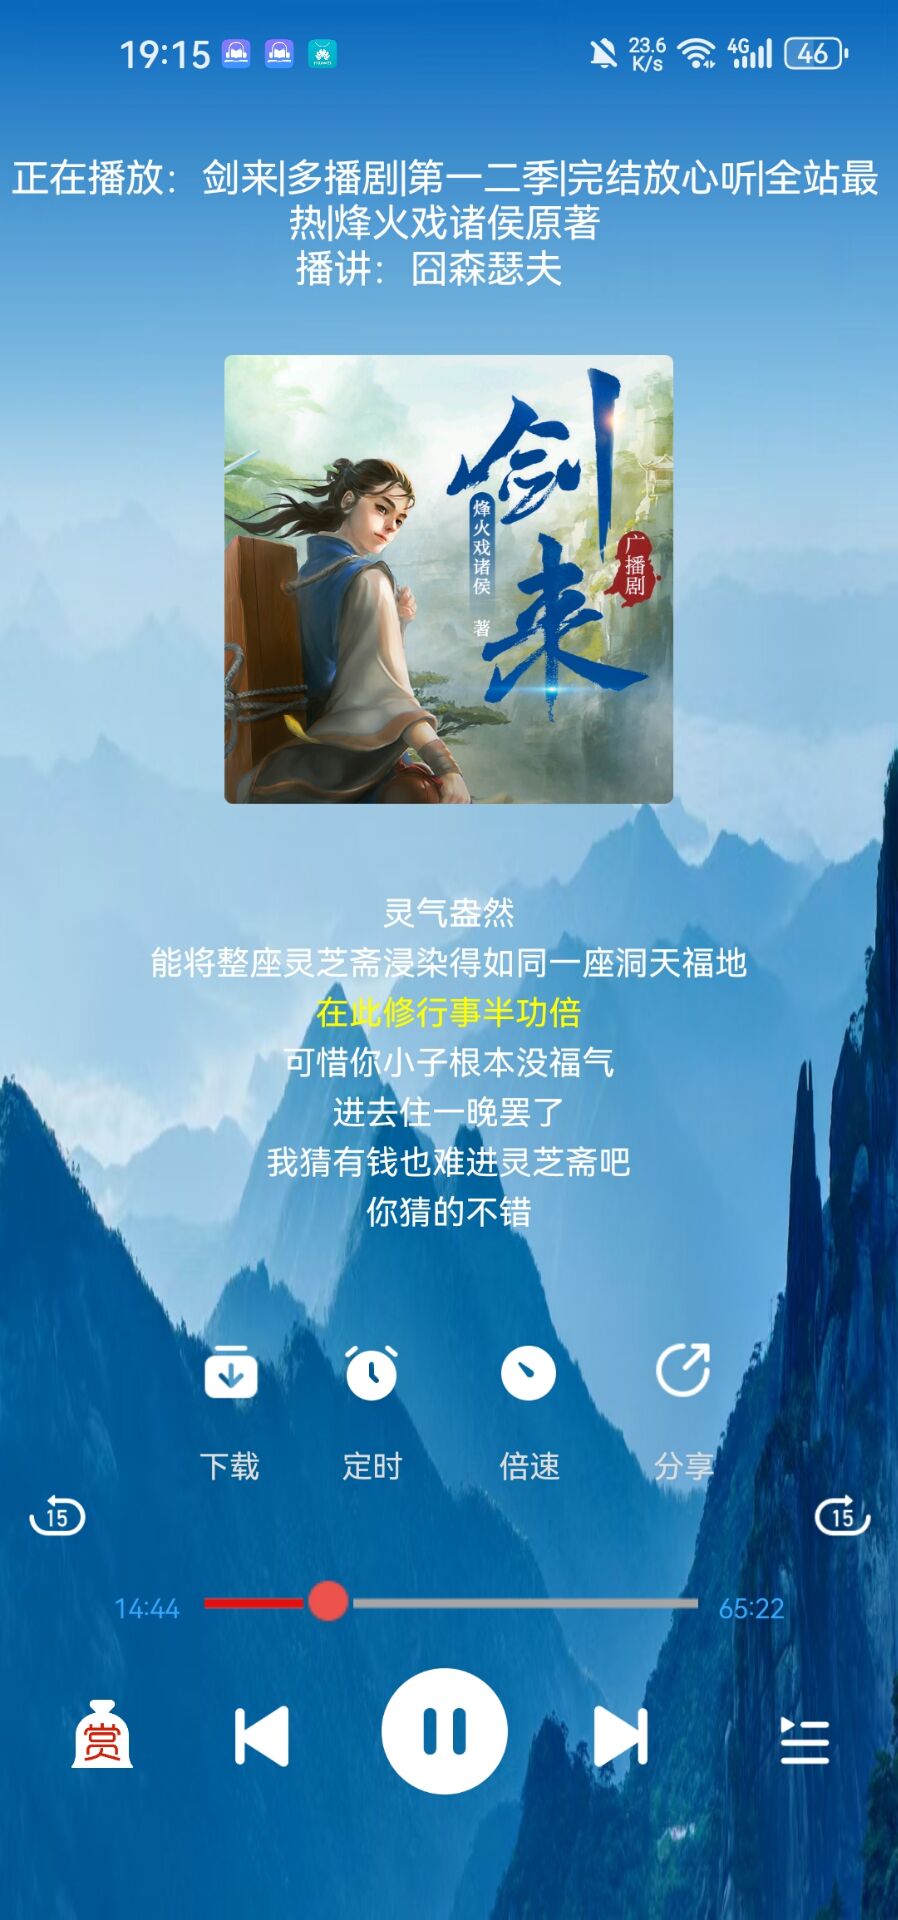 19:15
23.6
K/s
4G
46
正在播放：剑来|多播剧|第一二季|完结放心听|全站最
热|烽火戏诸侯原著
播讲：囧森瑟夫
剑来
烽火戏诸侯 著
广播剧
灵气盎然
能将整座灵芝斋浸染得如同一座洞天福地
在此修行事半功倍
可惜你小子根本没福气
进去住一晚罢了
我猜有钱也难进灵芝斋吧
你猜的不错
下载
定时
倍速
分享
15
15
14:44
65:22
赏